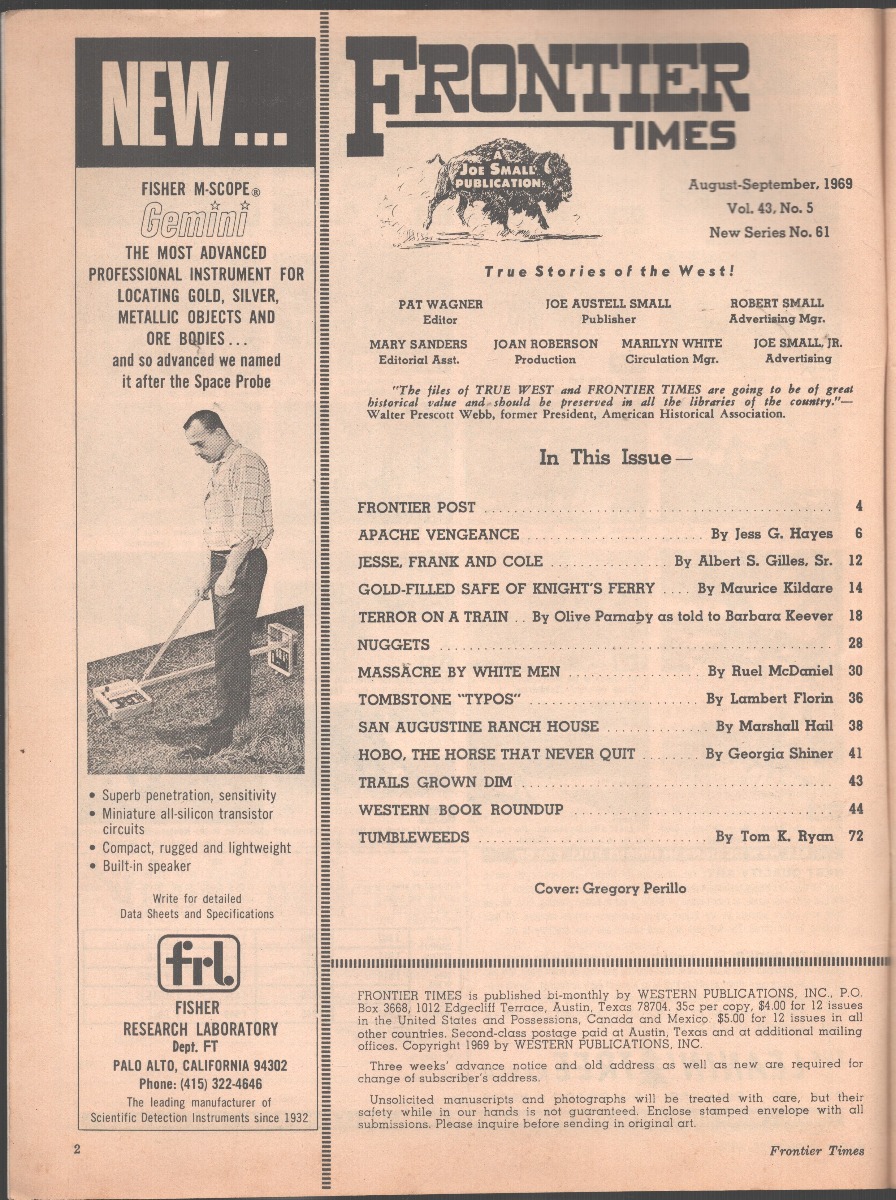 NEW...
FISHER M-SCOPE®
Gemini
THE MOST ADVANCED
PROFESSIONAL INSTRUMENT FOR
LOCATING GOLD, SILVER,
METALLIC OBJECTS AND
ORE BODIES...
and so advanced we named
it after the Space Probe
• Superb penetration, sensitivity
• Miniature all-silicon transistor
circuits
• Compact, rugged and lightweight
• Built-in speaker
Write for detailed
Data Sheets and Specifications
frl.
FISHER
RESEARCH LABORATORY
Dept. FT
PALO ALTO, CALIFORNIA 94302
Phone: (415) 322-4646
The leading manufacturer of
Scientific Detection Instruments since 1932
2
FRONTIER
TIMES
A
JOE SMALL
PUBLICATION
August-September, 1969
Vol. 43, No. 5
New Series No. 61
True Stories of the West!
PAT WAGNER JOE AUSTELL SMALL ROBERT SMALL
Editor Publisher Advertising Mgr.
MARY SANDERS JOAN ROBERSON MARILYN WHITE JOE SMALL, JR.
Editorial Asst. Production Circulation Mgr. Advertising
"The files of TRUE WEST and FRONTIER TIMES are going to be of great
historical value and should be preserved in all the libraries of the country."—
Walter Prescott Webb, former President, American Historical Association.
In This Issue—
FRONTIER POST 4
APACHE VENGEANCE By Jess G. Hayes 6
JESSE, FRANK AND COLE By Albert S. Gilles, Sr. 12
GOLD-FILLED SAFE OF KNIGHT'S FERRY By Maurice Kildare 14
TERROR ON A TRAIN By Olive Parnaby as told to Barbara Keever 18
NUGGETS 28
MASSACRE BY WHITE MEN By Ruel McDaniel 30
TOMBSTONE "TYPOS" By Lambert Florin 36
SAN AUGUSTINE RANCH HOUSE By Marshall Hail 38
HOBO, THE HORSE THAT NEVER QUIT By Georgia Shiner 41
TRAILS GROWN DIM 43
WESTERN BOOK ROUNDUP 44
TUMBLEWEEDS By Tom K. Ryan 72
Cover: Gregory Perillo
FRONTIER TIMES is published bi-monthly by WESTERN PUBLICATIONS, INC., P.O.
Box 3668, 1012 Edgecliff Terrace, Austin, Texas 78704. 35c per copy, $4.00 for 12 issues
in the United States and Possessions, Canada and Mexico. $5.00 for 12 issues in all
other countries. Second-class postage paid at Austin, Texas and at additional mailing
offices. Copyright 1969 by WESTERN PUBLICATIONS, INC.
Three weeks' advance notice and old address as well as new are required for
change of subscriber's address.
Unsolicited manuscripts and photographs will be treated with care, but their
safety while in our hands is not guaranteed. Enclose stamped envelope with all
submissions. Please inquire before sending in original art.
Frontier Times